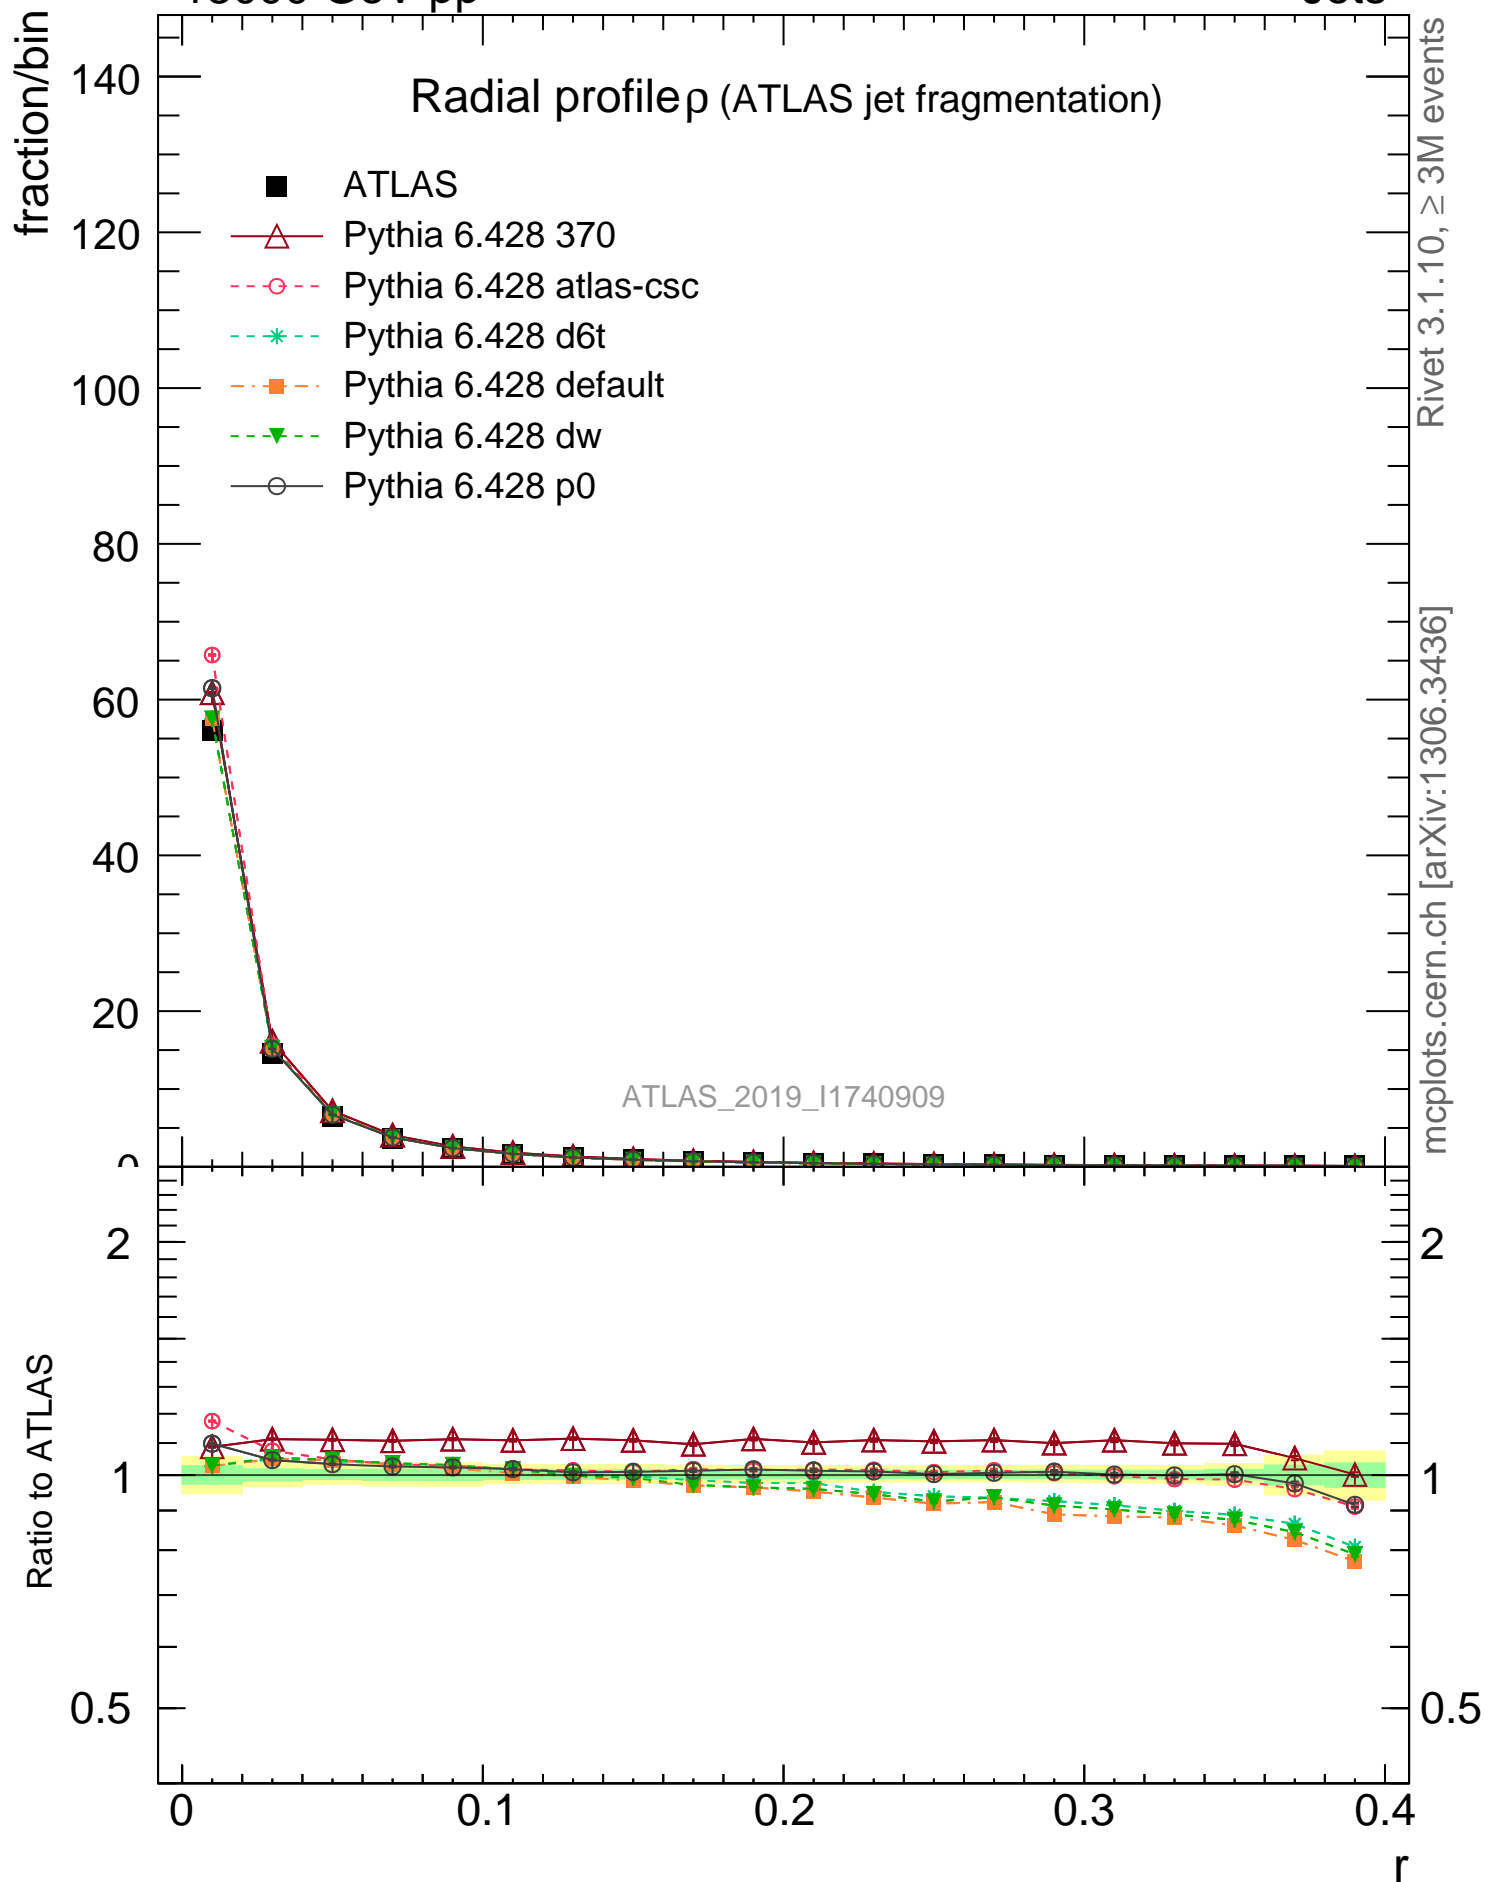 fraction/bin
140
120
100
80
60
40
20
Radial profile ρ (ATLAS jet fragmentation)
ATLAS
Pythia 6.428 370
Pythia 6.428 atlas-csc
Pythia 6.428 d6t
Pythia 6.428 default
Pythia 6.428 dw
Pythia 6.428 p0
ATLAS_2019_I1740909
Rivet 3.1.10, ≥ 3M events
mcplots.cern.ch [arXiv:1306.3436]
Ratio to ATLAS
2
1
0.5
2
1
0.5
0 0.1 0.2 0.3 0.4
r